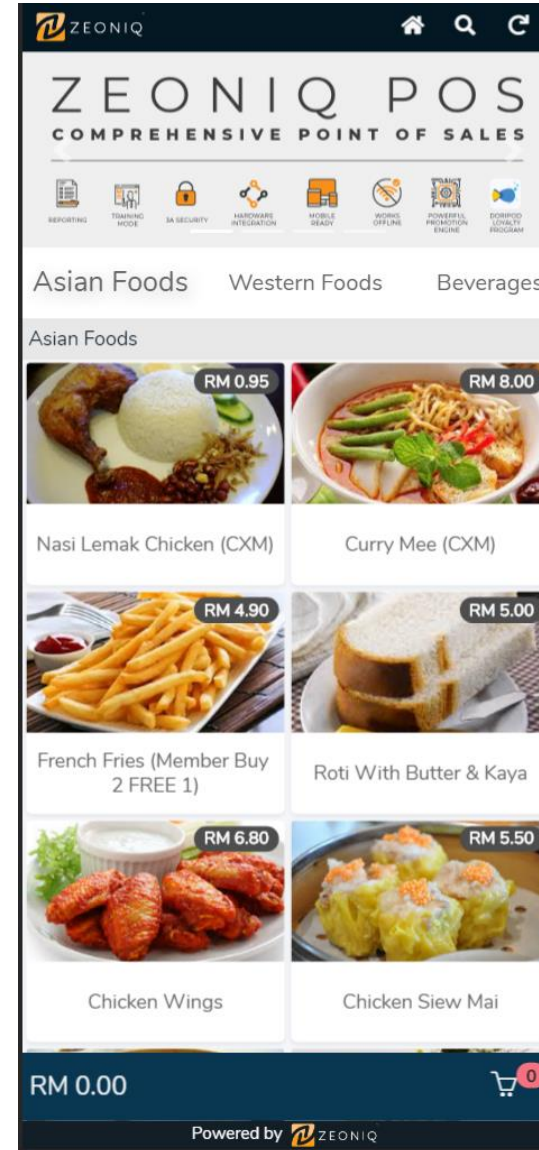 ZEONIQ
ZEONIQ POS
COMPREHENSIVE POINT OF SALES
REPORTING
TRAINING MODE
3A SECURITY
HARDWARE INTEGRATION
MOBILE READY
WORKS OFFLINE
POWERFUL PROMOTION ENGINE
DORIPOD LOYALTY PROGRAM
Asian Foods Western Foods Beverages
Asian Foods
RM 0.95
RM 8.00
Nasi Lemak Chicken (CXM)
Curry Mee (CXM)
RM 4.90
RM 5.00
French Fries (Member Buy
2 FREE 1)
Roti With Butter & Kaya
RM 6.80
RM 5.50
Chicken Wings
Chicken Siew Mai
RM 0.00
0
Powered by ZEONIQ